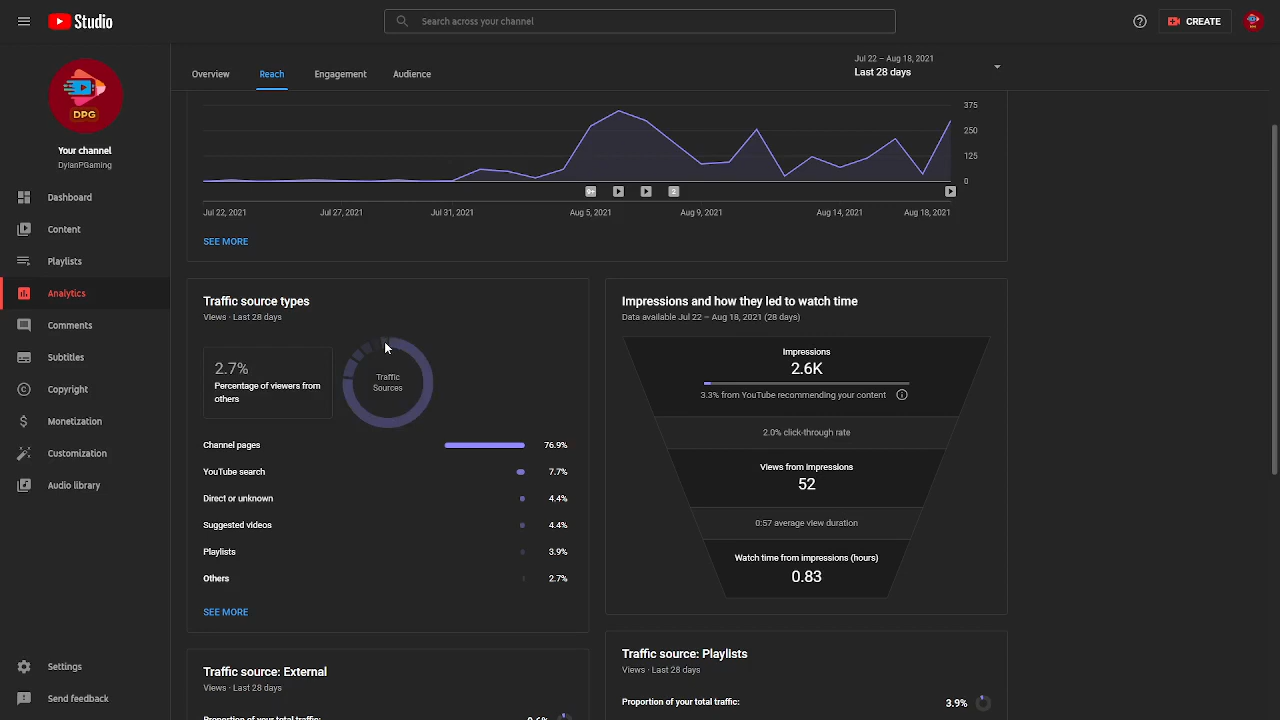 Studio
Search across your channel
CREATE
DPG
Your channel
DylanPGaming
Dashboard
Content
Playlists
Analytics
Comments
Subtitles
Copyright
Monetization
Customization
Audio library
Settings
Send feedback
Overview
Reach
Engagement
Audience
Jul 22 – Aug 18, 2021
Last 28 days
375
250
125
0
9+
2
Jul 22, 2021
Jul 27, 2021
Jul 31, 2021
Aug 5, 2021
Aug 9, 2021
Aug 14, 2021
Aug 18, 2021
SEE MORE
Traffic source types
Views · Last 28 days
2.7%
Percentage of viewers from
others
Traffic
Sources
Channel pages 76.9%
YouTube search 7.7%
Direct or unknown 4.4%
Suggested videos 4.4%
Playlists 3.9%
Others 2.7%
SEE MORE
Impressions and how they led to watch time
Data available Jul 22 – Aug 18, 2021 (28 days)
Impressions
2.6K
3.3% from YouTube recommending your content
2.0% click-through rate
Views from impressions
52
0:57 average view duration
Watch time from impressions (hours)
0.83
Traffic source: External
Views · Last 28 days
Proportion of your total traffic:
Traffic source: Playlists
Views · Last 28 days
Proportion of your total traffic: 3.9%